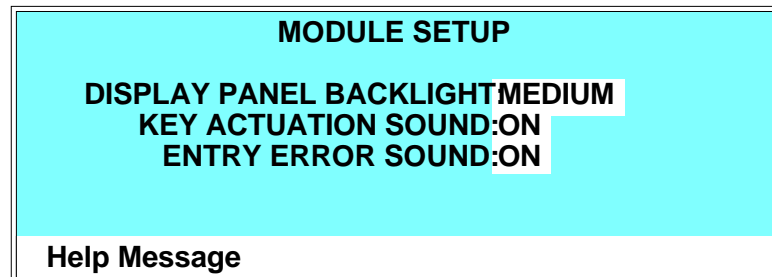 MODULE SETUP
DISPLAY PANEL BACKLIGHT:MEDIUM
KEY ACTUATION SOUND:ON
ENTRY ERROR SOUND:ON
Help Message